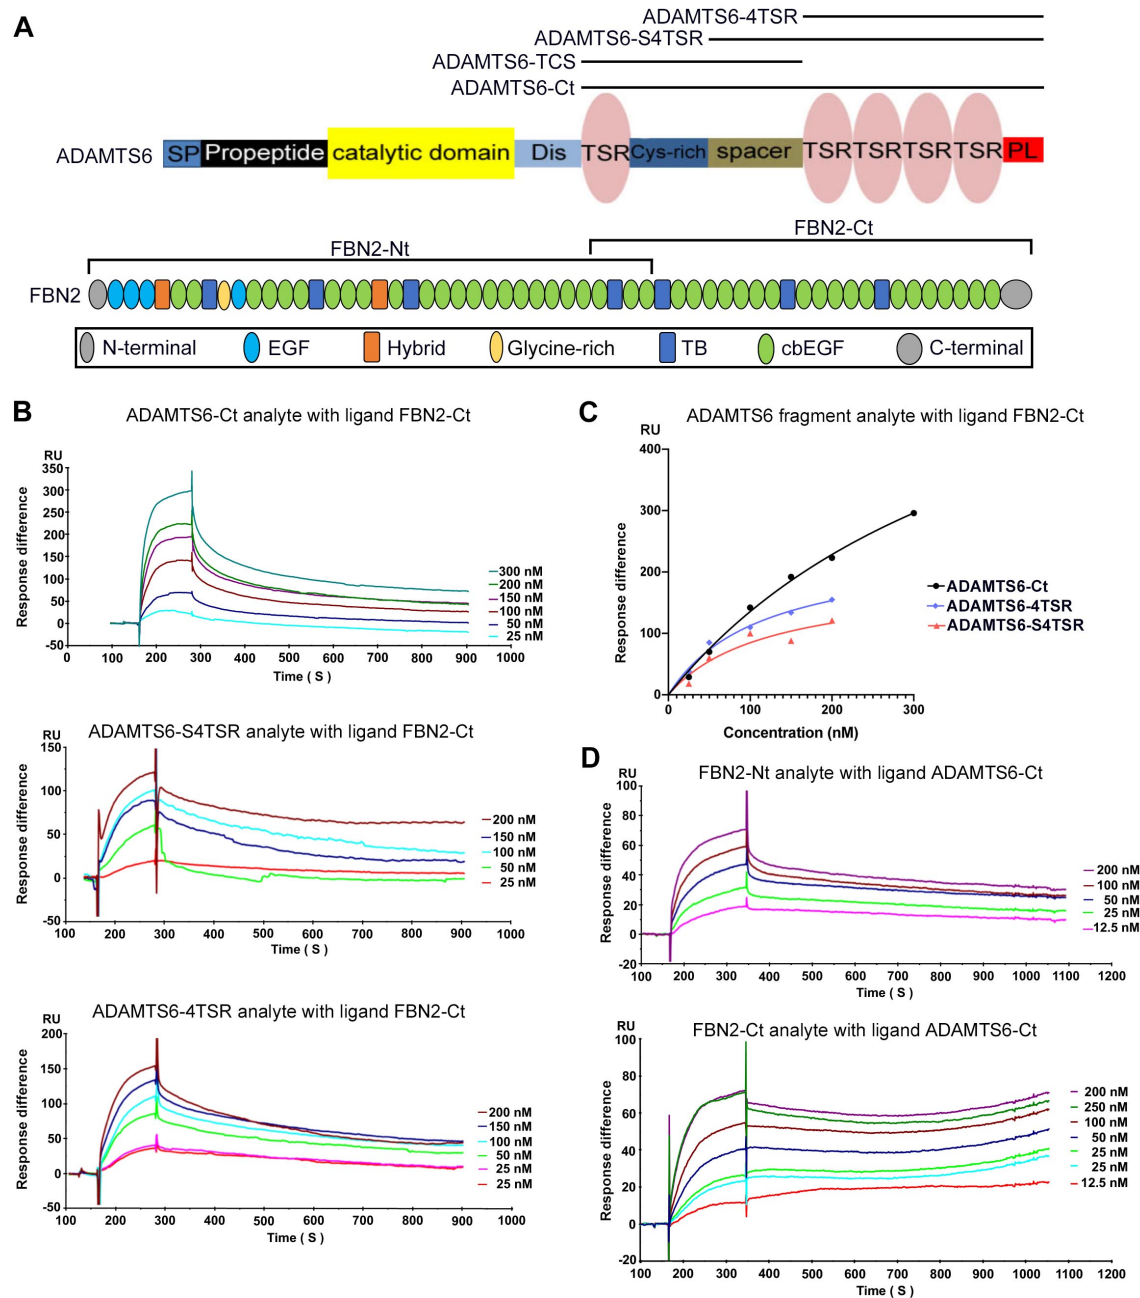 A
ADAMTS6-4TSR
ADAMTS6-S4TSR
ADAMTS6-TCS
ADAMTS6-Ct
ADAMTS6 SP Propeptide catalytic domain Dis TSR Cys-rich spacer TSR TSR TSR TSR PL
FBN2-Ct
FBN2-Nt
FBN2
N-terminal EGF Hybrid Glycine-rich TB cbEGF C-terminal
B
ADAMTS6-Ct analyte with ligand FBN2-Ct
RU
Response difference
350
300
250
200
150
100
50
0
-50
300 nM
200 nM
150 nM
100 nM
50 nM
25 nM
0 100 200 300 400 500 600 700 800 900 1000
Time ( S )
ADAMTS6-S4TSR analyte with ligand FBN2-Ct
RU
Response difference
150
100
50
0
-50
200 nM
150 nM
100 nM
50 nM
25 nM
100 200 300 400 500 600 700 800 900 1000
Time ( S )
ADAMTS6-4TSR analyte with ligand FBN2-Ct
RU
Response difference
200
150
100
50
0
-50
200 nM
150 nM
100 nM
50 nM
25 nM
25 nM
100 200 300 400 500 600 700 800 900 1000
Time ( S )
C
ADAMTS6 fragment analyte with ligand FBN2-Ct
RU
Response difference
400
300
200
100
0
ADAMTS6-Ct
ADAMTS6-4TSR
ADAMTS6-S4TSR
0 100 200 300
Concentration (nM)
D
FBN2-Nt analyte with ligand ADAMTS6-Ct
RU
Response difference
100
80
60
40
20
0
-20
200 nM
100 nM
50 nM
25 nM
12.5 nM
100 200 300 400 500 600 700 800 900 1000 1100 1200
Time ( S )
FBN2-Ct analyte with ligand ADAMTS6-Ct
RU
Response difference
100
80
60
40
20
0
-20
200 nM
250 nM
100 nM
50 nM
25 nM
25 nM
12.5 nM
100 200 300 400 500 600 700 800 900 1000 1100 1200
Time ( S )